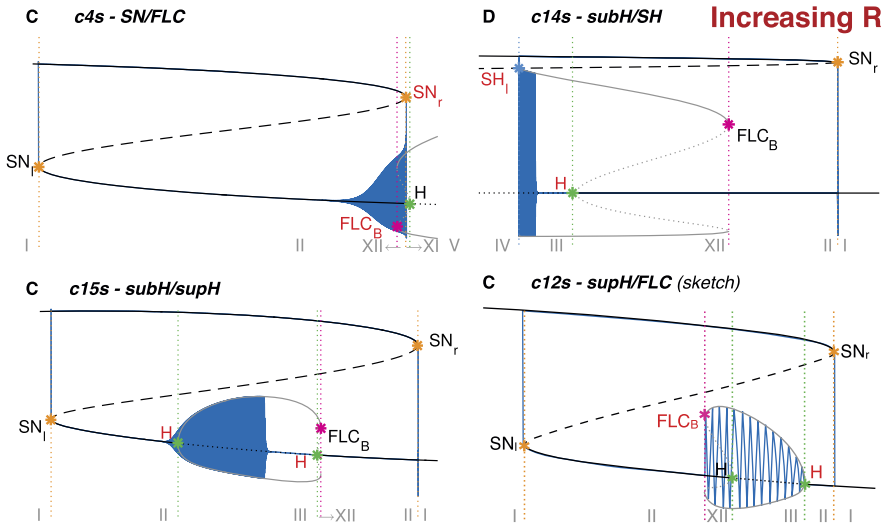 C c4s - SN/FLC
SNr
SNl
H
FLCB
I II XII ←→ XI V
D c14s - subH/SH Increasing R
SNr
SHl
FLCB
H
IV III XII II I
C c15s - subH/supH
SNr
SNl
H
FLCB
H
I II III →XII II I
C c12s - supH/FLC (sketch)
SNr
FLCB
SNl
H
H
I II XII III II I